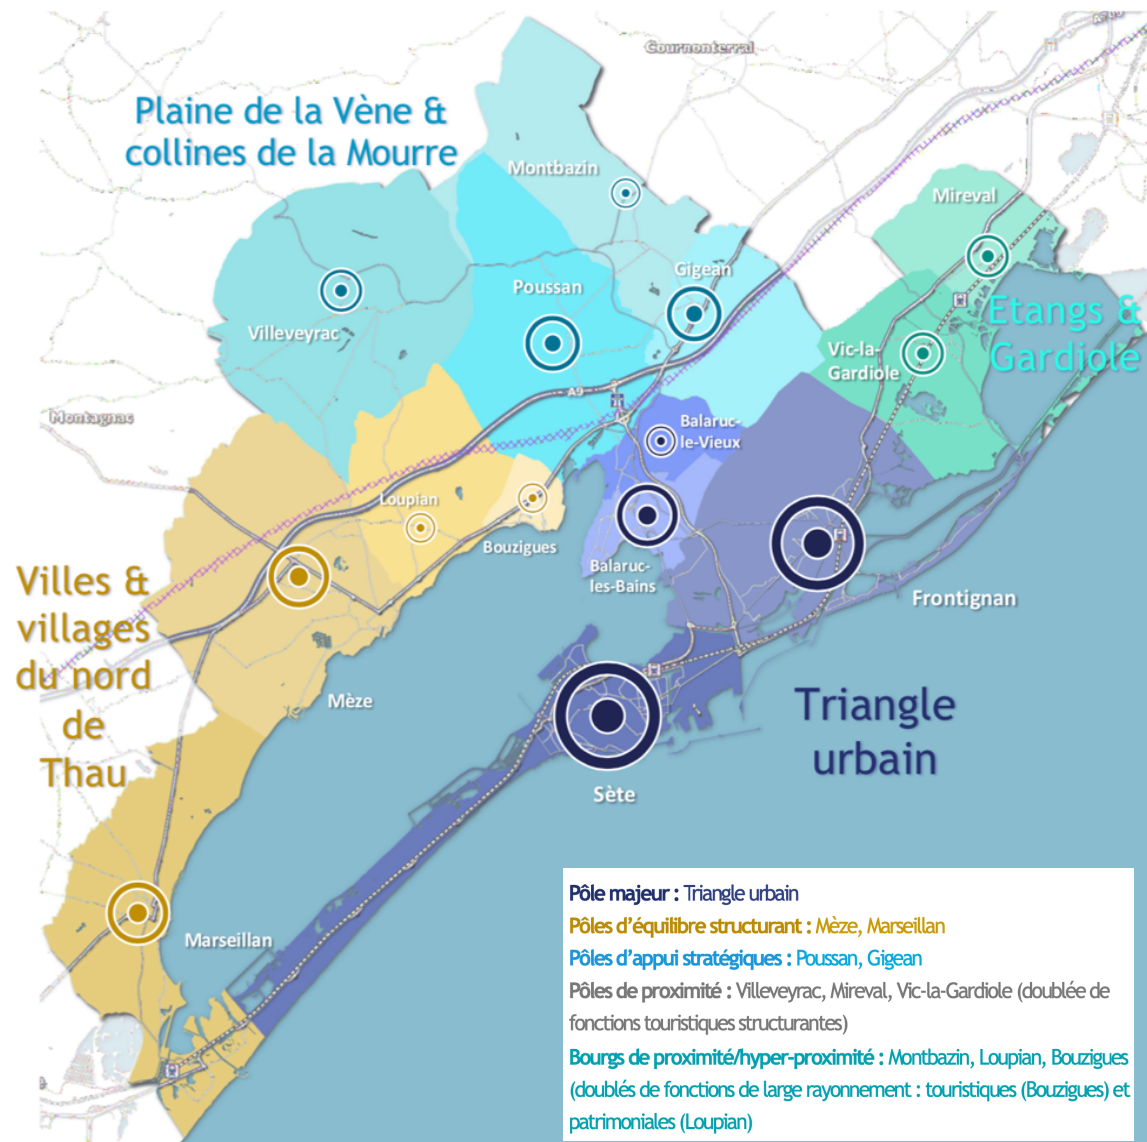 Cournonterral
Plaine de la Vène &
collines de la Mourre
Montbazin
Mireval
Gigean
Poussan
Villeveyrac
Etangs &
Gardiole
Vic-la-
Gardiole
A9
Montagnac
Balaruc-
le-Vieux
Loupian
Bouzigues
Balaruc-
les-Bains
Villes &
villages
du nord
de
Thau
Frontignan
Mèze
Triangle
urbain
Sète
Marseillan
Pôle majeur : Triangle urbain
Pôles d'équilibre structurant : Mèze, Marseillan
Pôles d'appui stratégiques : Poussan, Gigean
Pôles de proximité : Villeveyrac, Mireval, Vic-la-Gardiole (doublée de
fonctions touristiques structurantes)
Bourgs de proximité/hyper-proximité : Montbazin, Loupian, Bouzigues
(doublés de fonctions de large rayonnement : touristiques (Bouzigues) et
patrimoniales (Loupian)